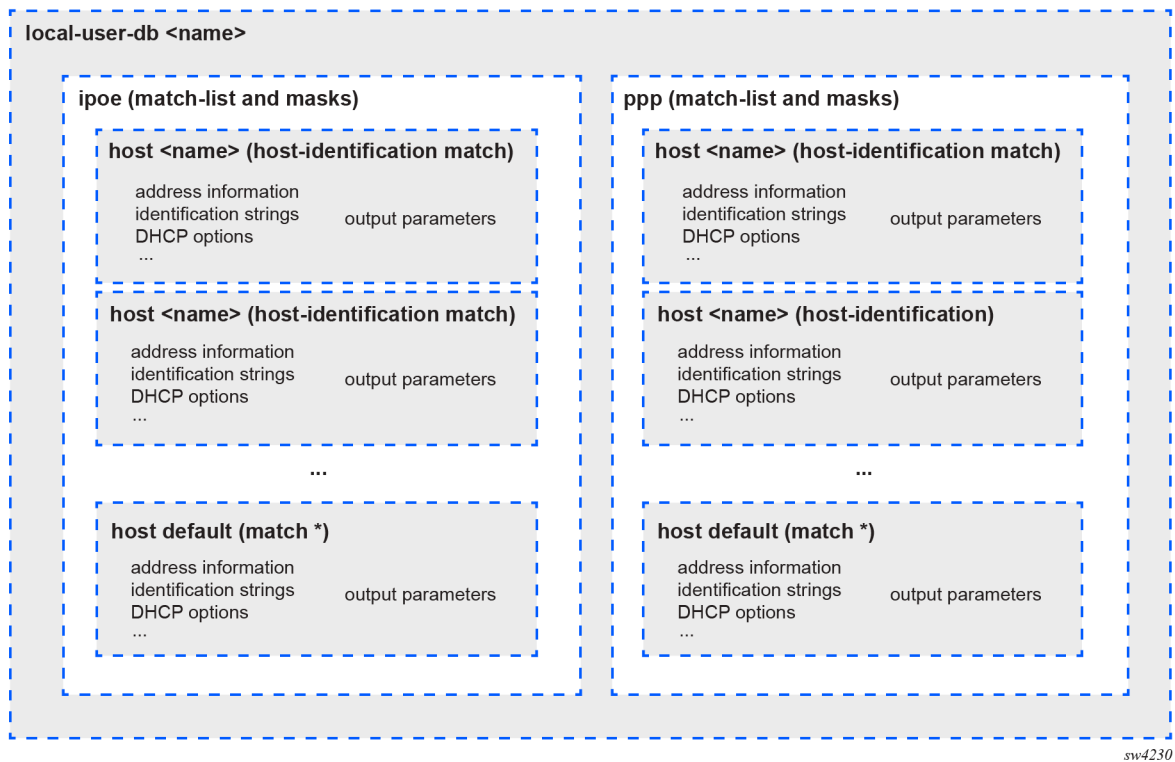 local-user-db <name>
ipoe (match-list and masks)
host <name> (host-identification match)
address information
identification strings
DHCP options
...
output parameters
host <name> (host-identification match)
address information
identification strings
DHCP options
...
output parameters
...
host default (match *)
address information
identification strings
DHCP options
...
output parameters
ppp (match-list and masks)
host <name> (host-identification match)
address information
identification strings
DHCP options
...
output parameters
host <name> (host-identification)
address information
identification strings
DHCP options
...
output parameters
...
host default (match *)
address information
identification strings
DHCP options
...
output parameters
sw4230